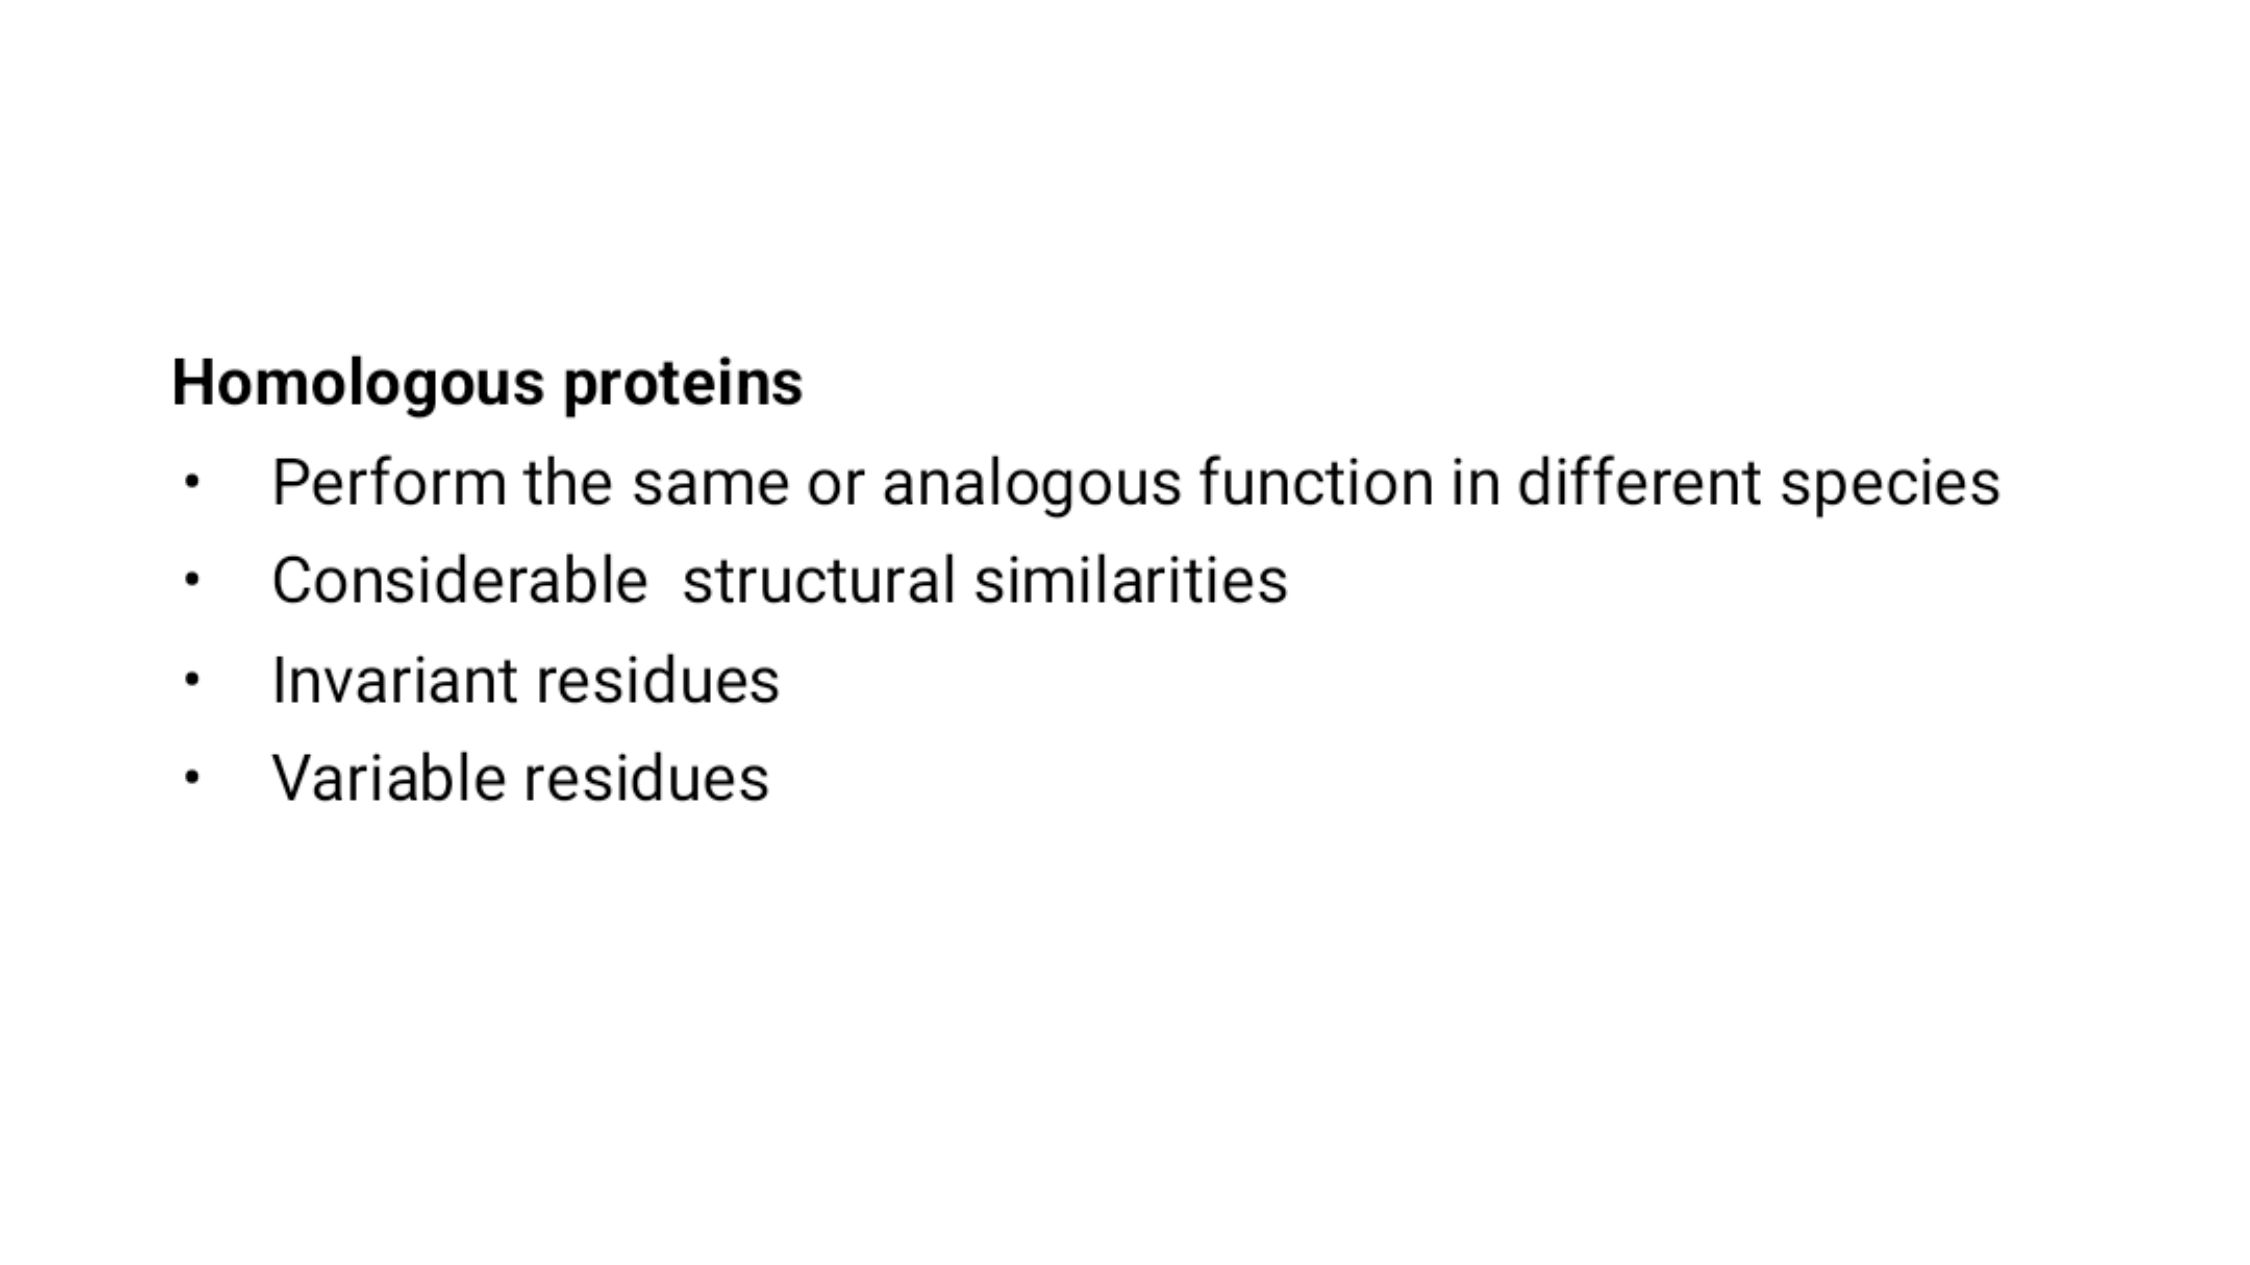 Homologous proteins
• Perform the same or analogous function in different species
• Considerable  structural similarities
• Invariant residues
• Variable residues